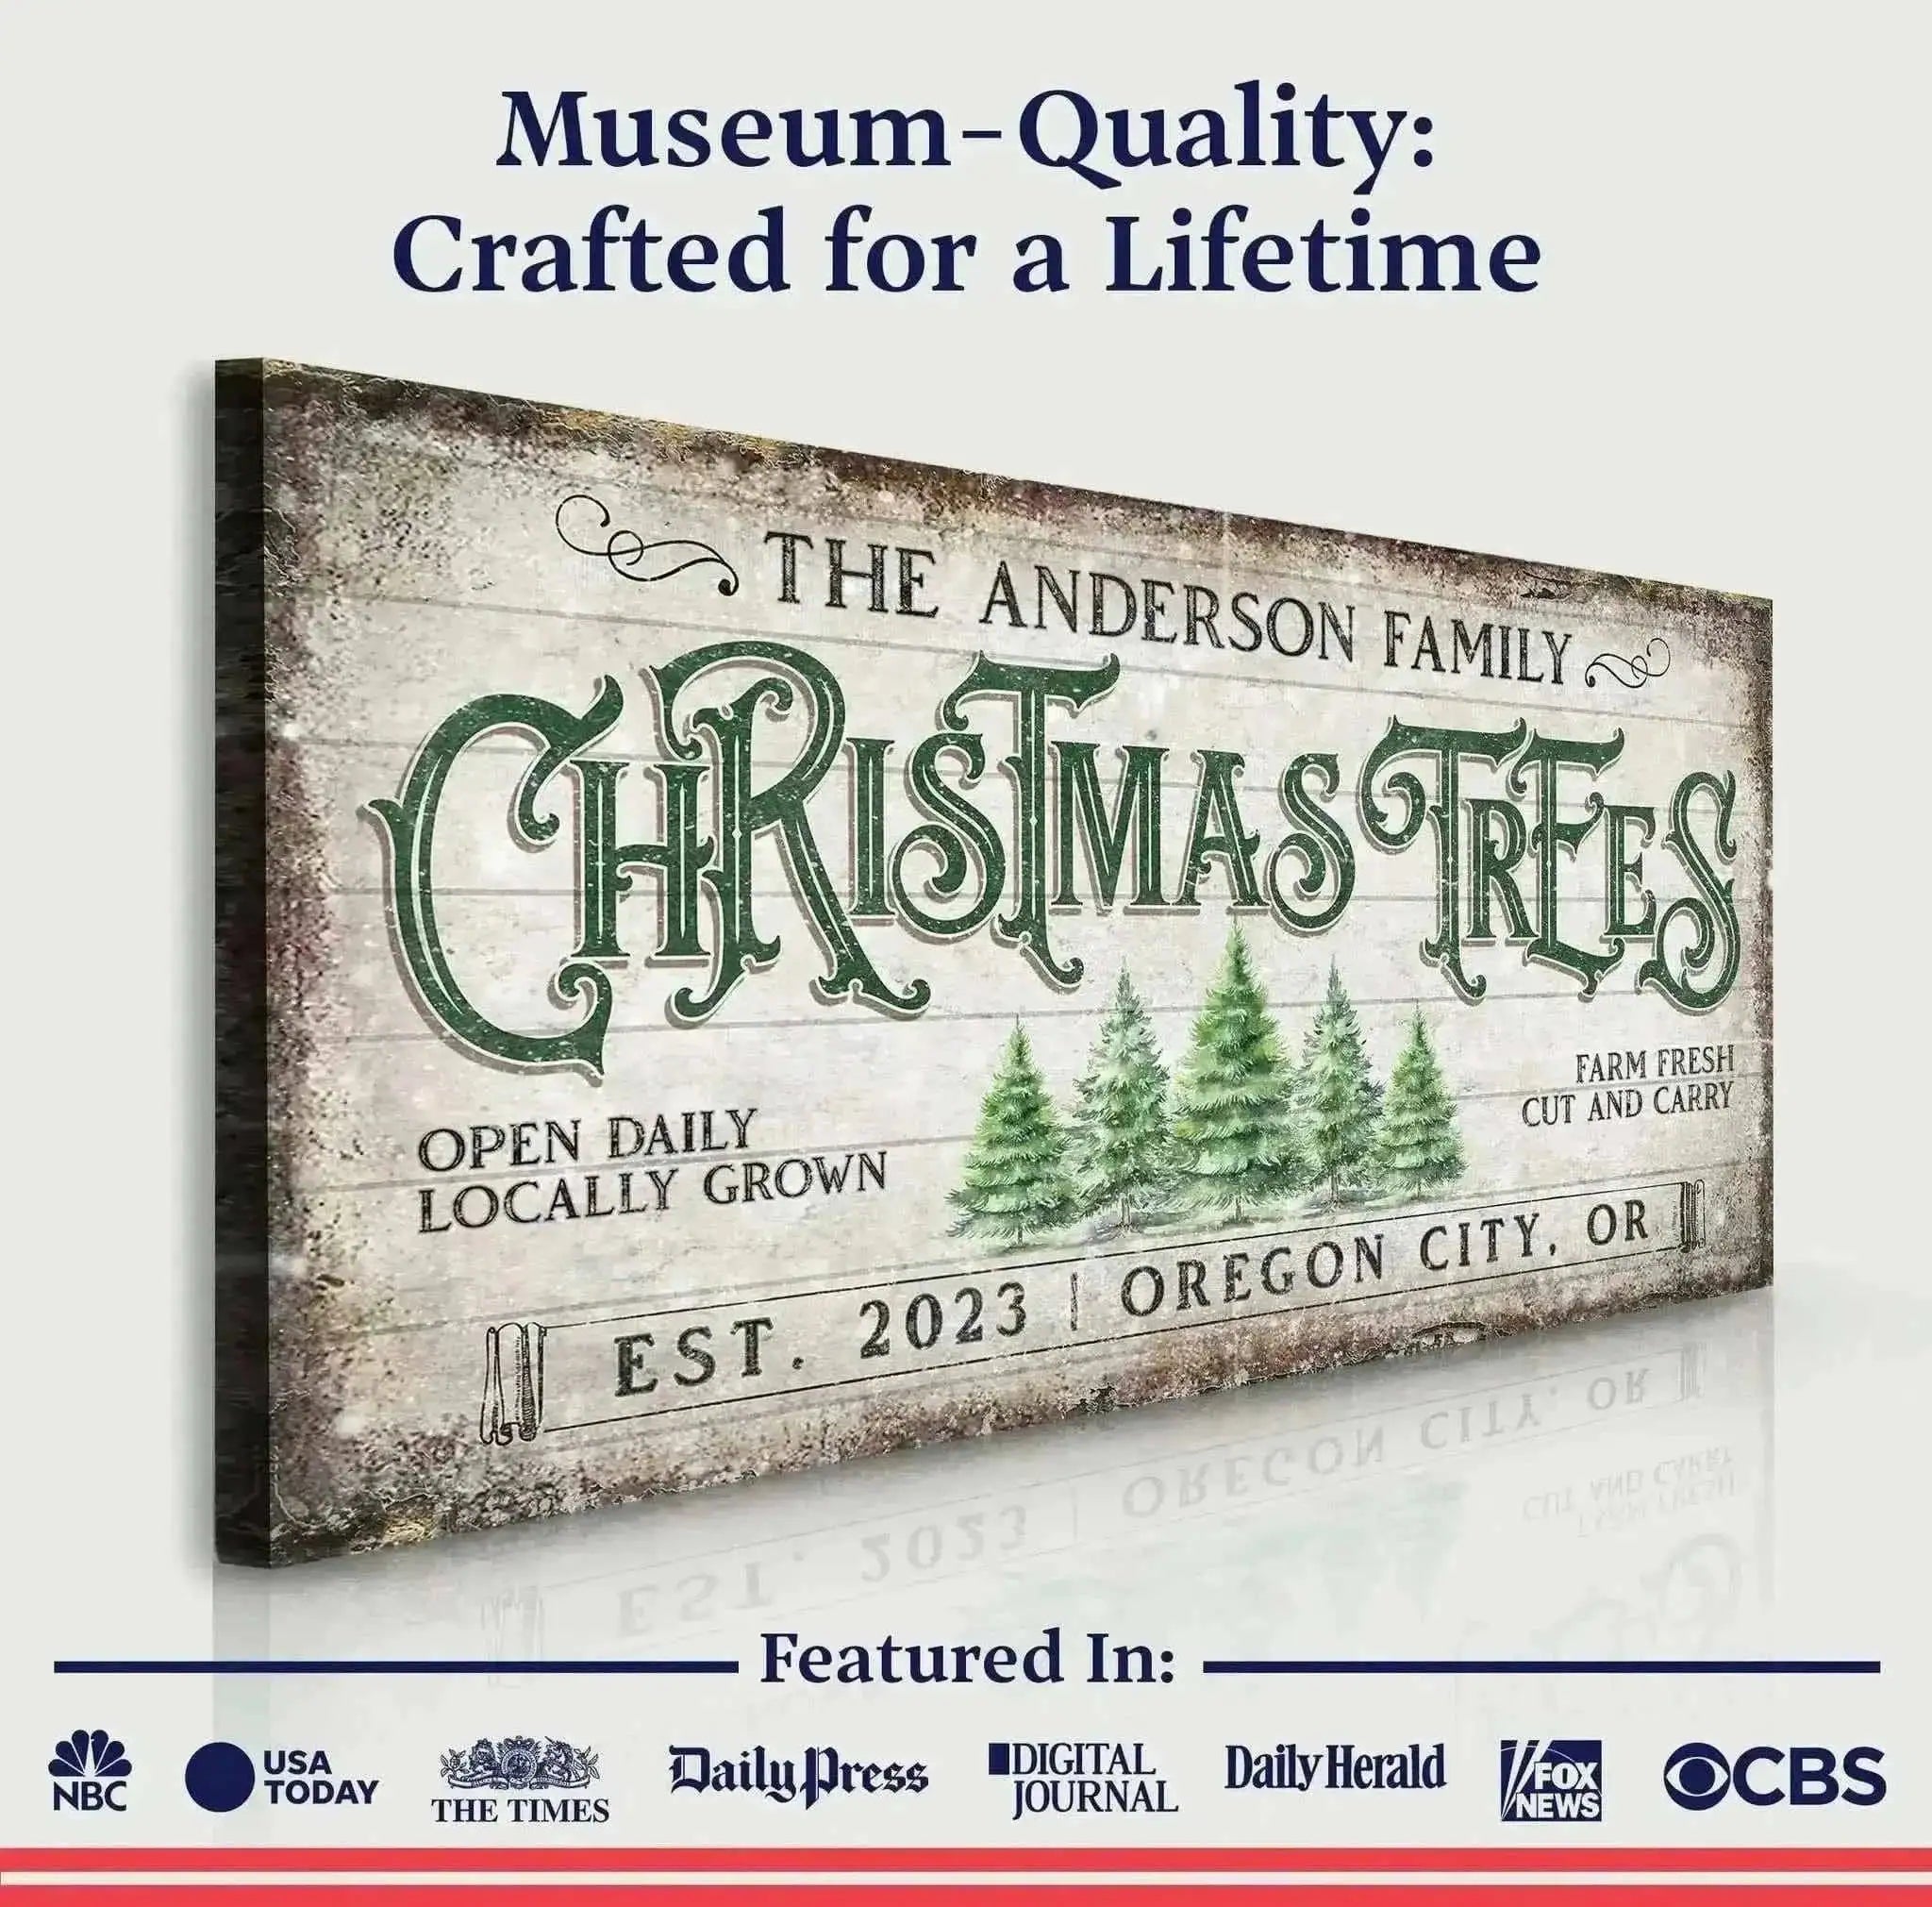 Museum-Quality:
Crafted for a Lifetime
THE ANDERSON FAMILY
CHRISTMAS TREES
OPEN DAILY
LOCALLY GROWN
FARM FRESH
CUT AND CARRY
EST. 2023 | OREGON CITY, OR
Featured In:
NBC
USA
TODAY
THE TIMES
Daily Press
DIGITAL
JOURNAL
Daily Herald
FOX
NEWS
CBS